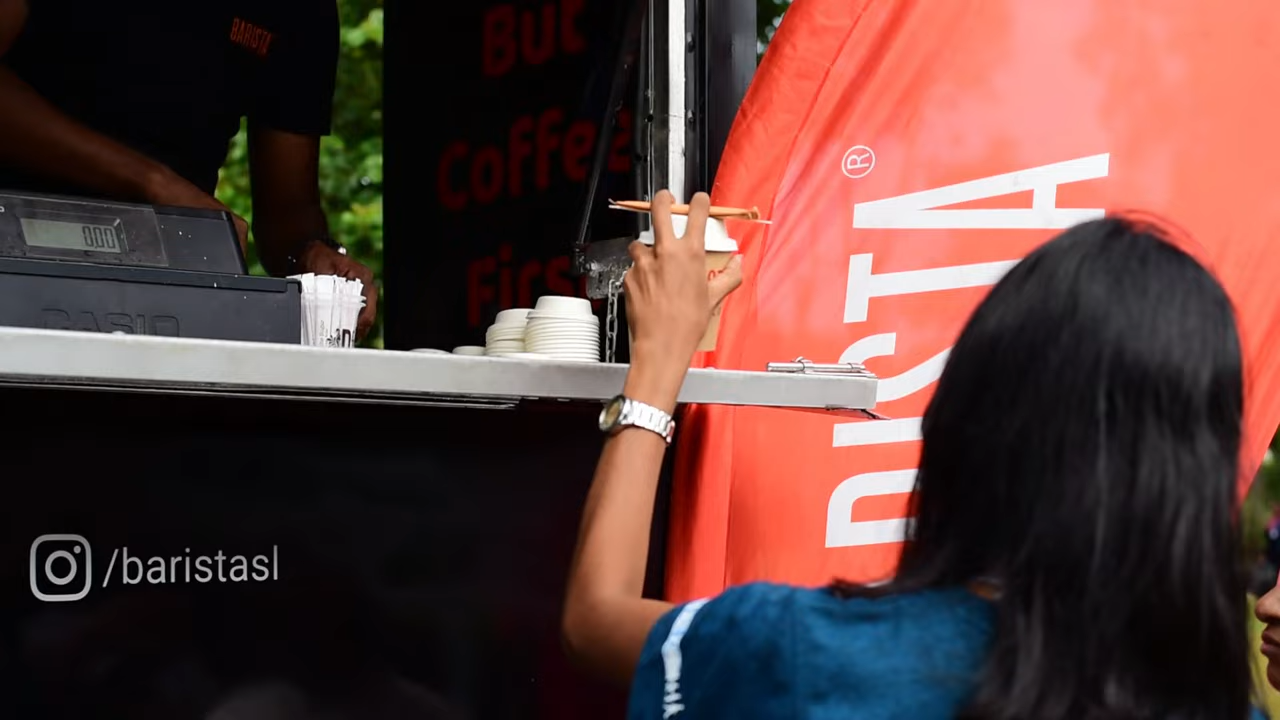 BARISTA
But
Coffee
First
0.00
CASIO
/baristasl
RISTA®